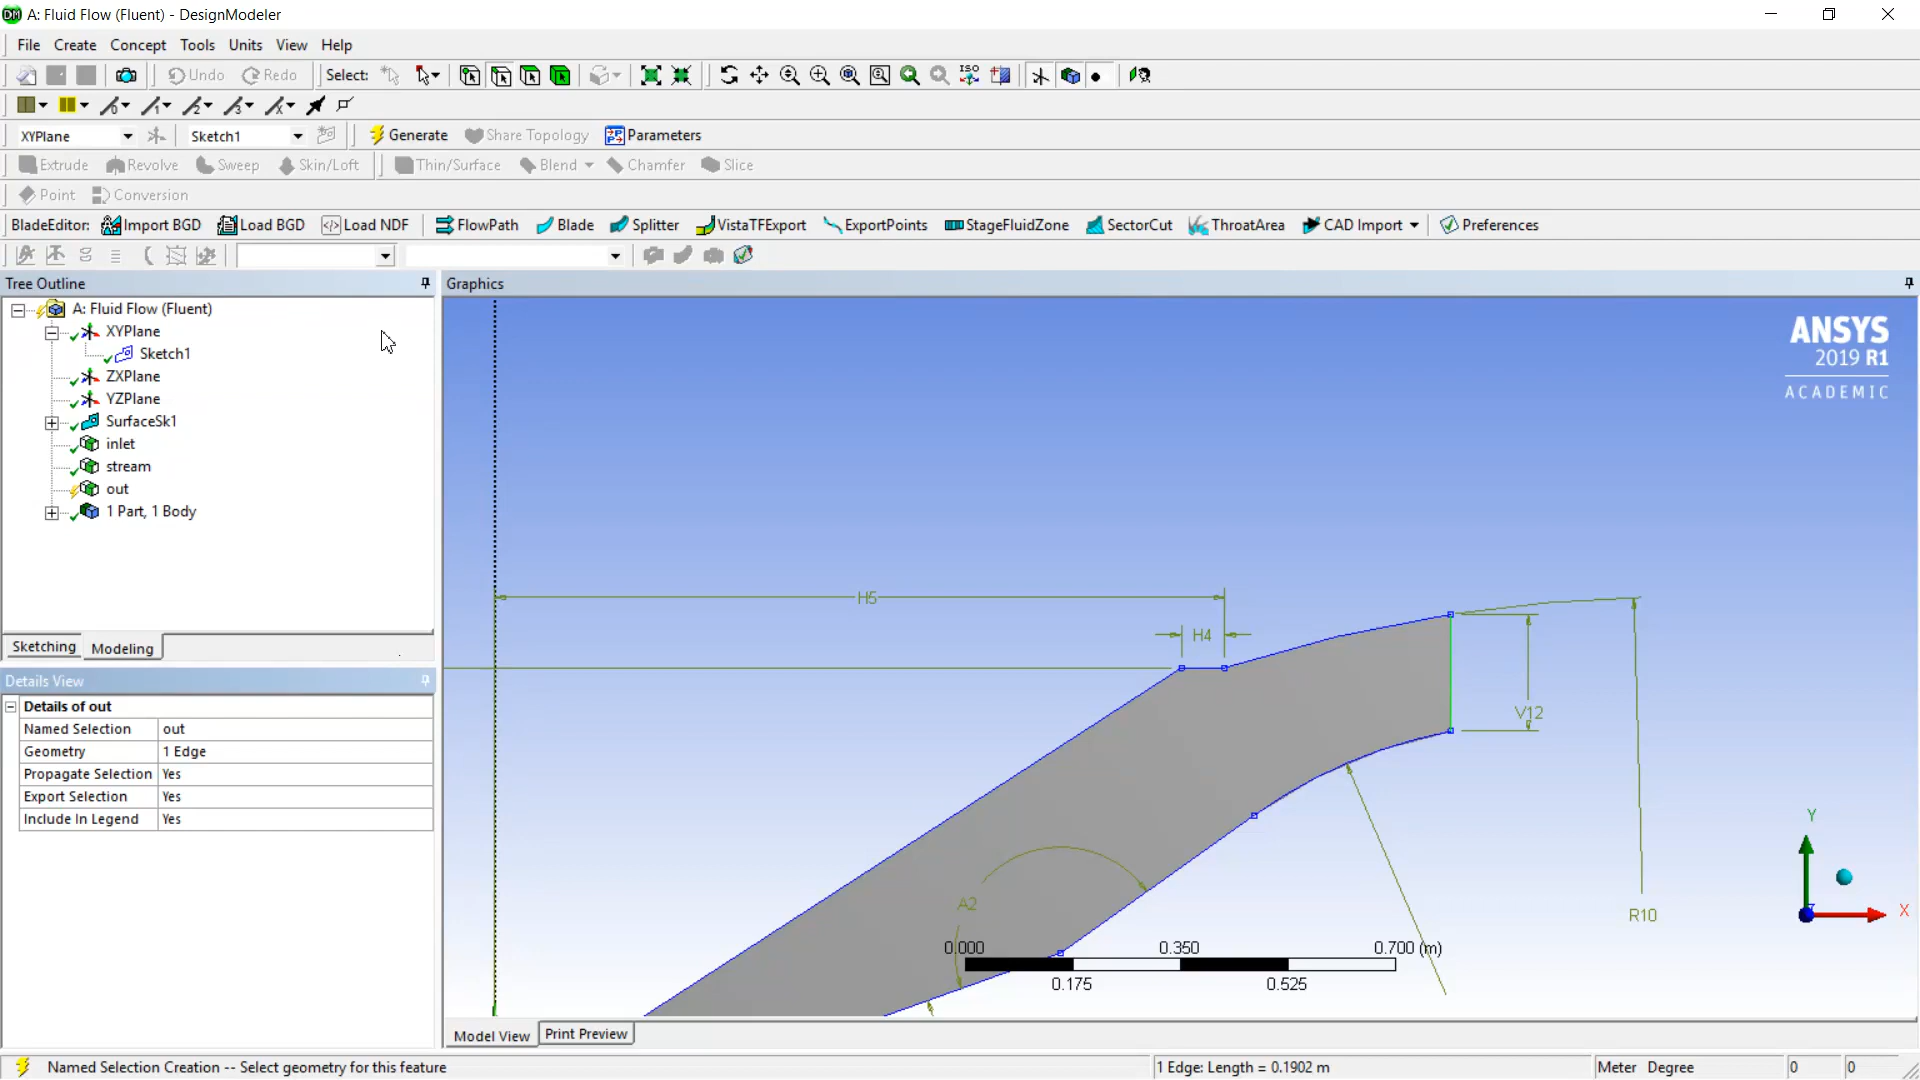 A: Fluid Flow (Fluent) - DesignModeler
File Create Concept Tools Units View Help
Undo Redo Select: ISO
XYPlane Sketch1 Generate Share Topology Parameters
Extrude Revolve Sweep Skin/Loft Thin/Surface Blend Chamfer Slice
Point Conversion
BladeEditor: Import BGD Load BGD Load NDF FlowPath Blade Splitter VistaTFExport ExportPoints StageFluidZone SectorCut ThroatArea CAD Import Preferences
Tree Outline
A: Fluid Flow (Fluent)
XYPlane
Sketch1
ZXPlane
YZPlane
SurfaceSk1
inlet
stream
out
1 Part, 1 Body
Sketching Modeling
Details View
Details of out
Named Selection out
Geometry 1 Edge
Propagate Selection Yes
Export Selection Yes
Include In Legend Yes
Graphics
ANSYS
2019 R1
ACADEMIC
H5
H4
V12
A2
R10
Y
X
0.000 0.350 0.700 (m)
0.175 0.525
Model View Print Preview
Named Selection Creation -- Select geometry for this feature 1 Edge: Length = 0.1902 m Meter Degree 0 0